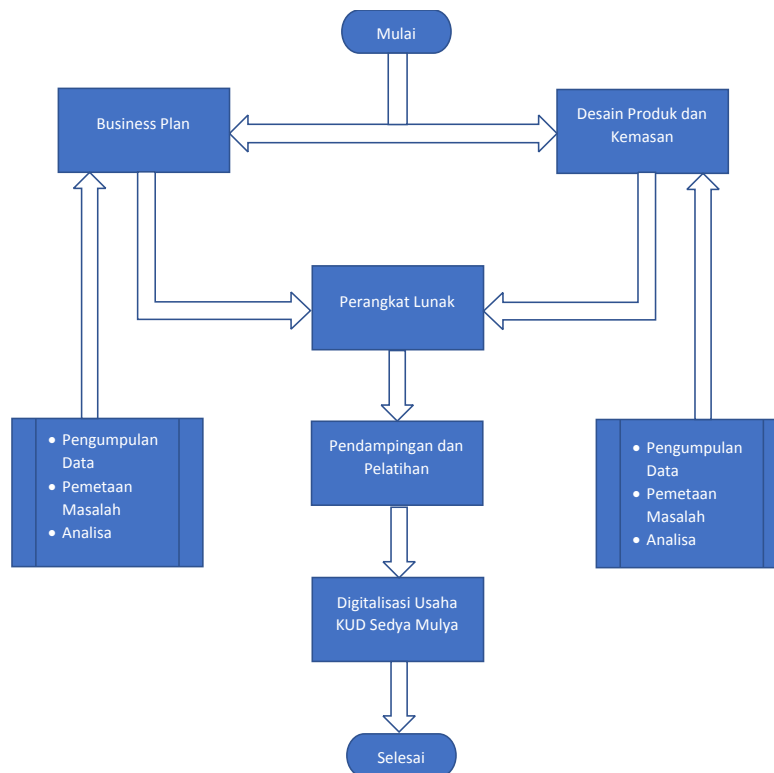 Mulai
Business Plan
Desain Produk dan
Kemasan
Perangkat Lunak
• Pengumpulan
Data
• Pemetaan
Masalah
• Analisa
Pendampingan dan
Pelatihan
• Pengumpulan
Data
• Pemetaan
Masalah
• Analisa
Digitalisasi Usaha
KUD Sedya Mulya
Selesai